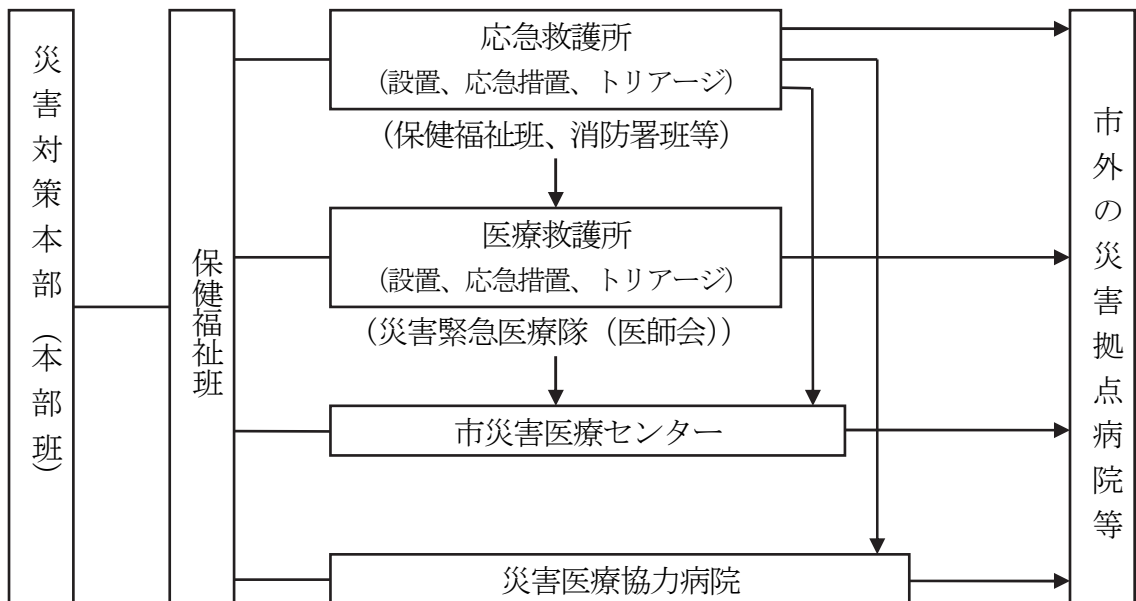 災害対策本部（本部班）
保健福祉班
応急救護所
（設置、応急措置、トリアージ）
（保健福祉班、消防署班等）
医療救護所
（設置、応急措置、トリアージ）
（災害緊急医療隊（医師会））
市災害医療センター
災害医療協力病院
市外の災害拠点病院等